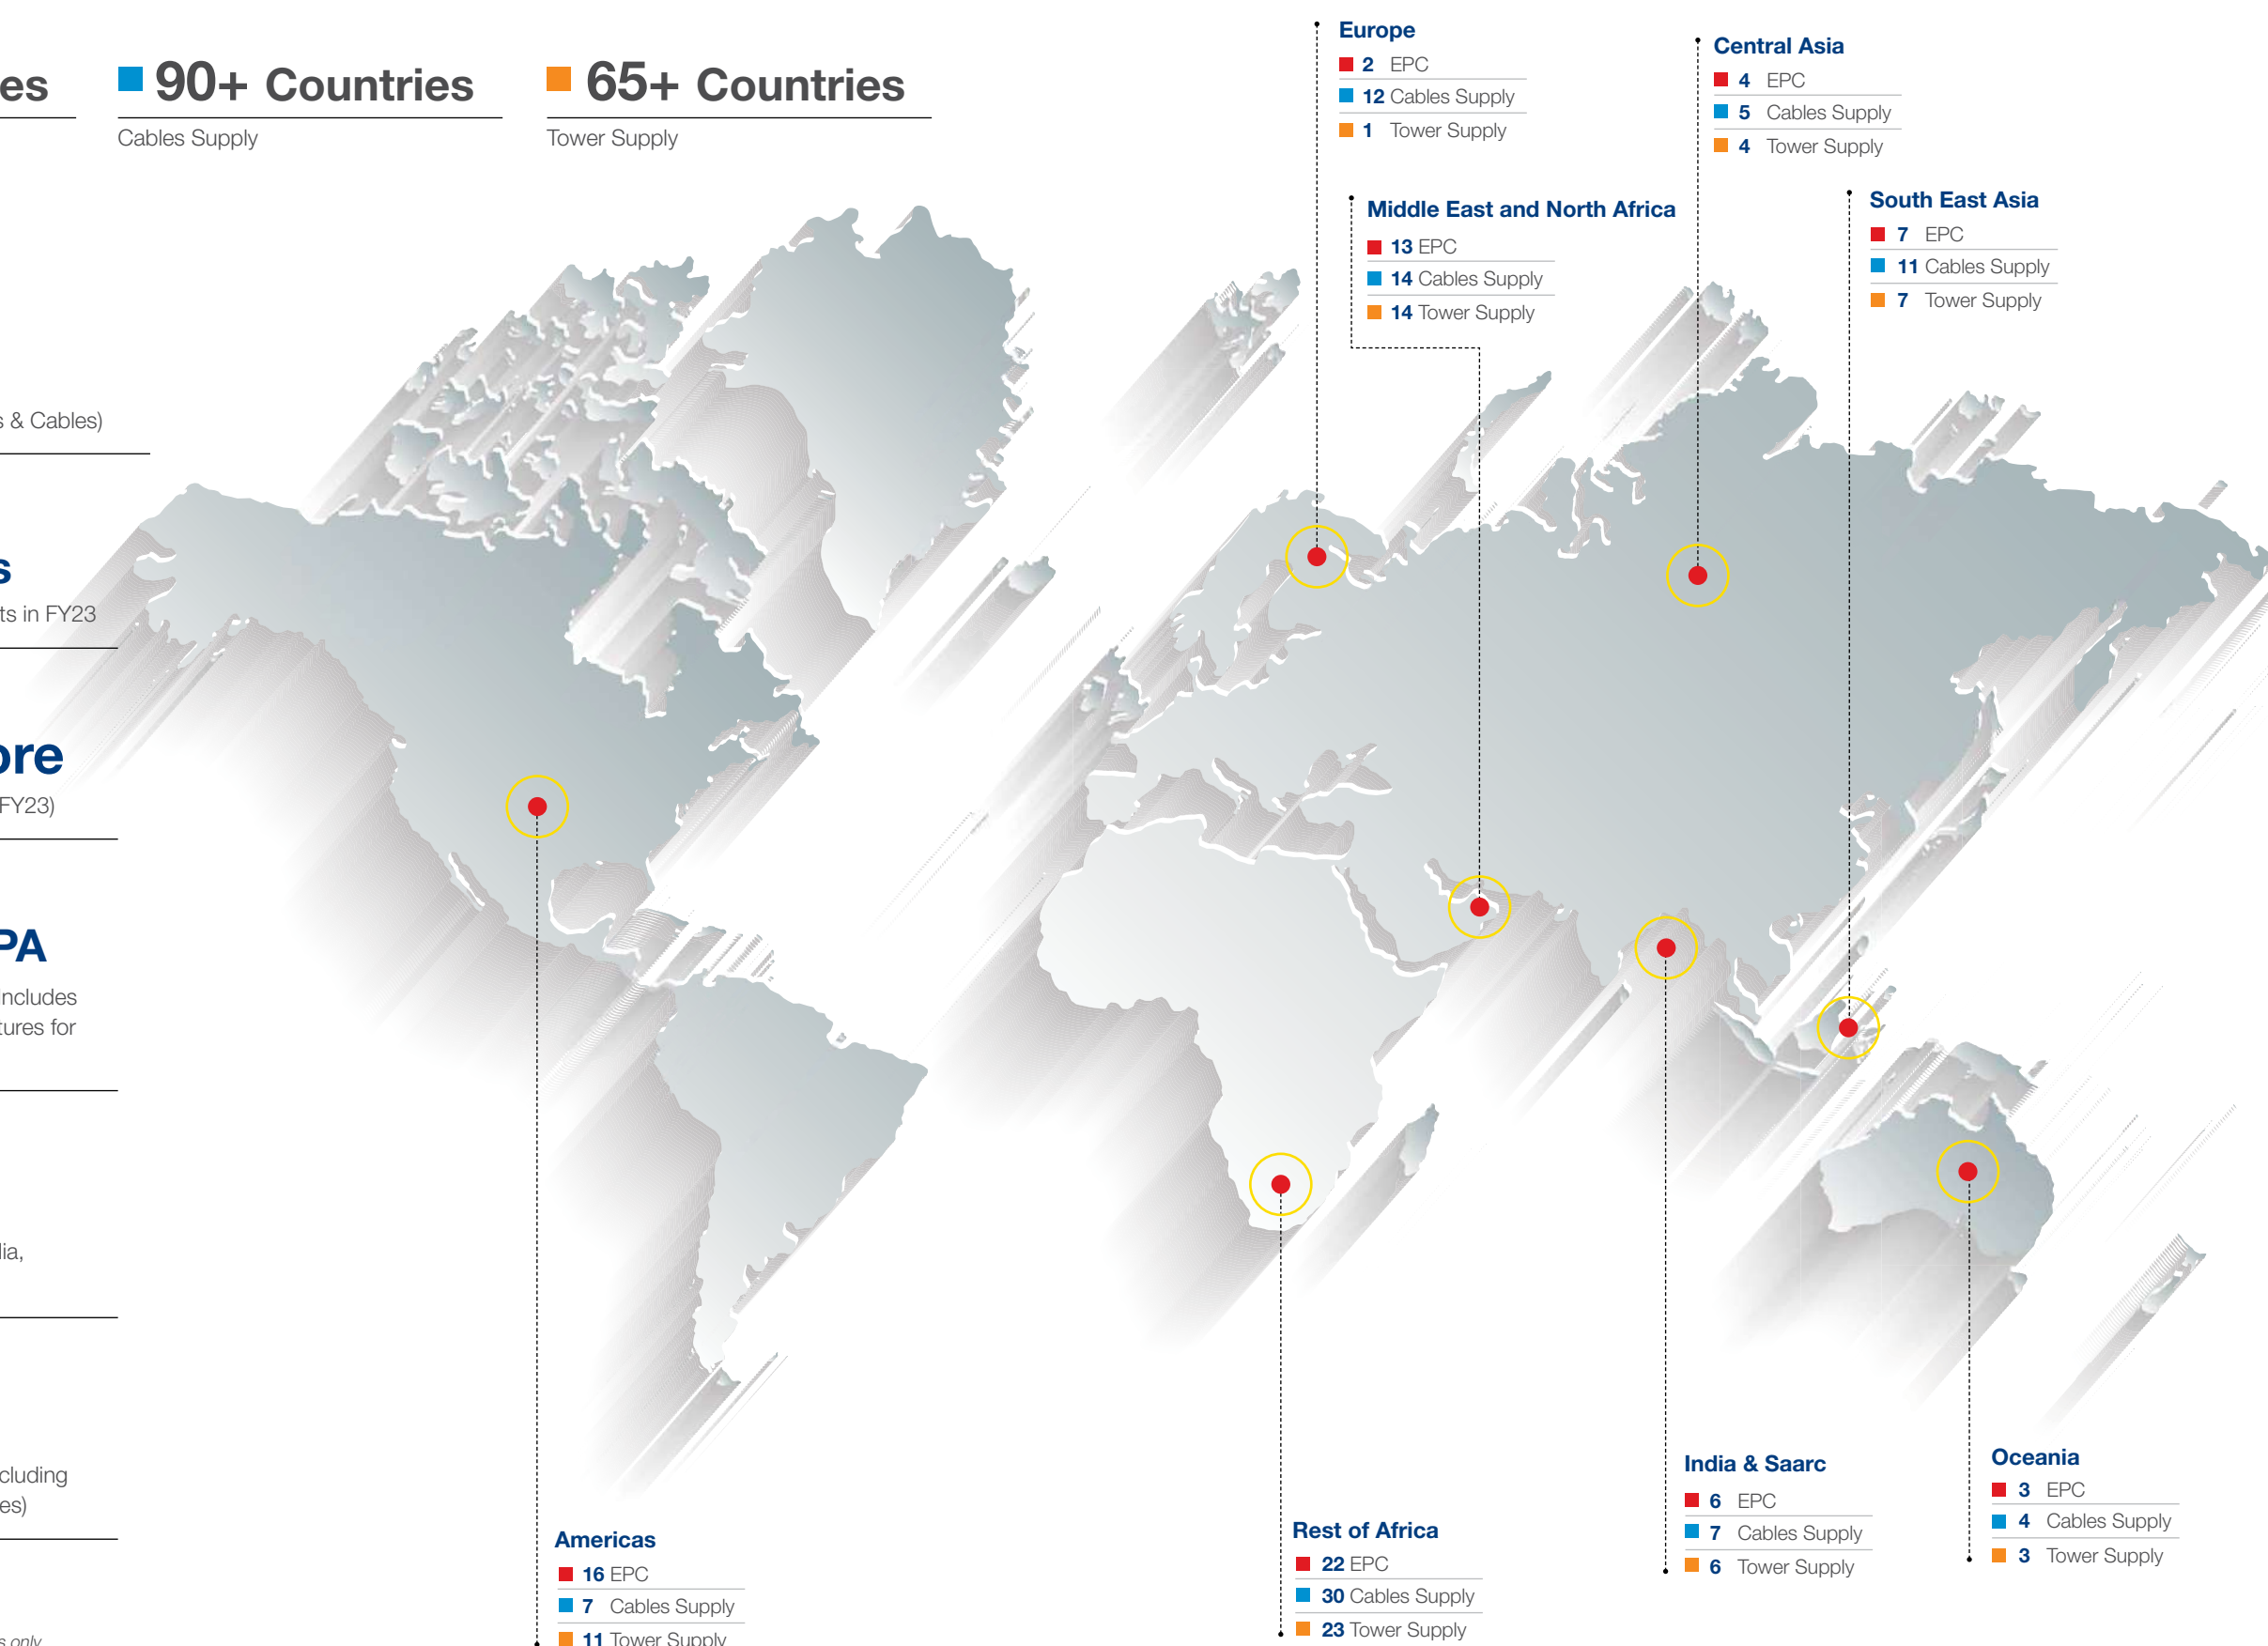 es
90+ Countries
Cables Supply
65+ Countries
Tower Supply
s & Cables)
s
ts in FY23
ore
FY23)
PA
Includes
tures for
lia,
cluding
es)
s only
Europe
2 EPC
12 Cables Supply
1 Tower Supply
Central Asia
4 EPC
5 Cables Supply
4 Tower Supply
Middle East and North Africa
13 EPC
14 Cables Supply
14 Tower Supply
South East Asia
7 EPC
11 Cables Supply
7 Tower Supply
Americas
16 EPC
7 Cables Supply
11 Tower Supply
Rest of Africa
22 EPC
30 Cables Supply
23 Tower Supply
India & Saarc
6 EPC
7 Cables Supply
6 Tower Supply
Oceania
3 EPC
4 Cables Supply
3 Tower Supply